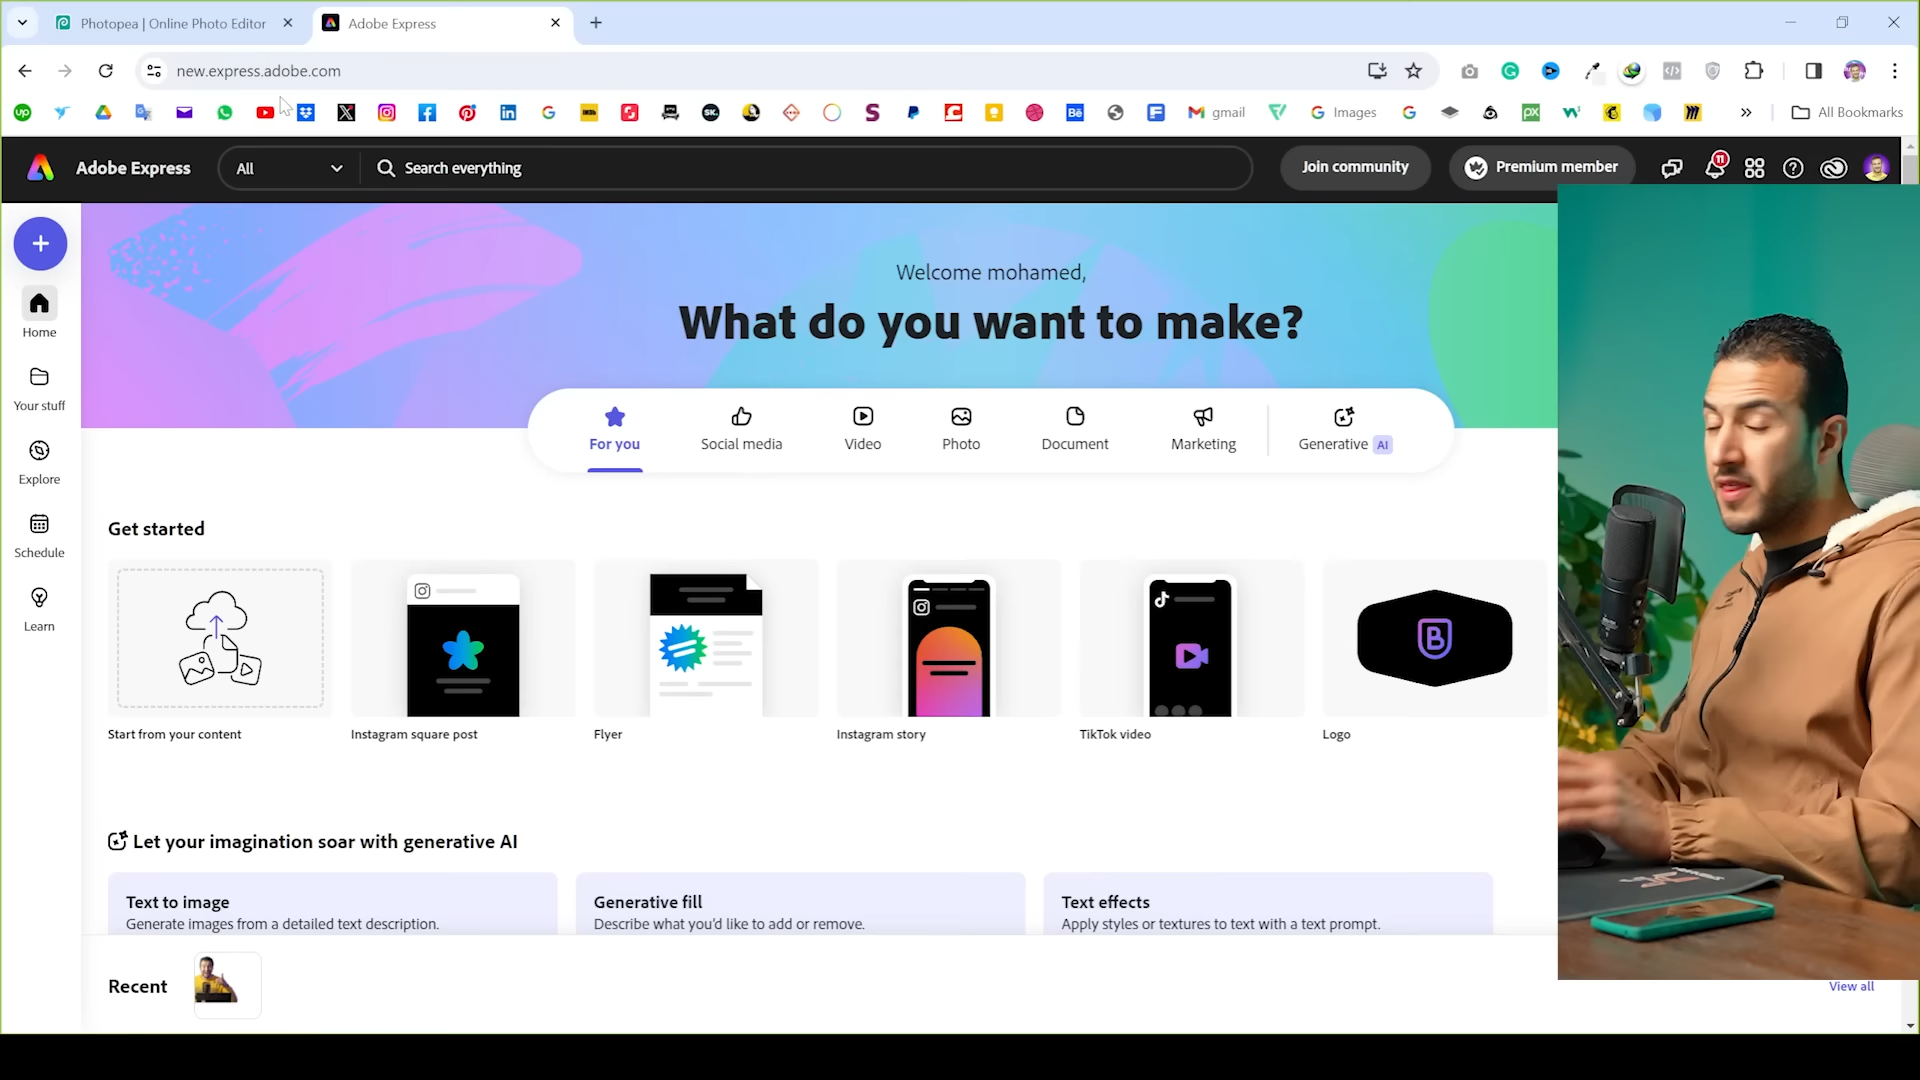 Photopea | Online Photo Editor
Adobe Express
new.express.adobe.com
gmail
Images
All Bookmarks
Adobe Express
All
Search everything
Join community
Premium member
Welcome mohamed,
What do you want to make?
Home
Your stuff
Explore
Schedule
Learn
For you
Social media
Video
Photo
Document
Marketing
Generative AI
Get started
Start from your content
Instagram square post
Flyer
Instagram story
TikTok video
B
Logo
Let your imagination soar with generative AI
Text to image
Generate images from a detailed text description.
Generative fill
Describe what you'd like to add or remove.
Text effects
Apply styles or textures to text with a text prompt.
Recent
View all